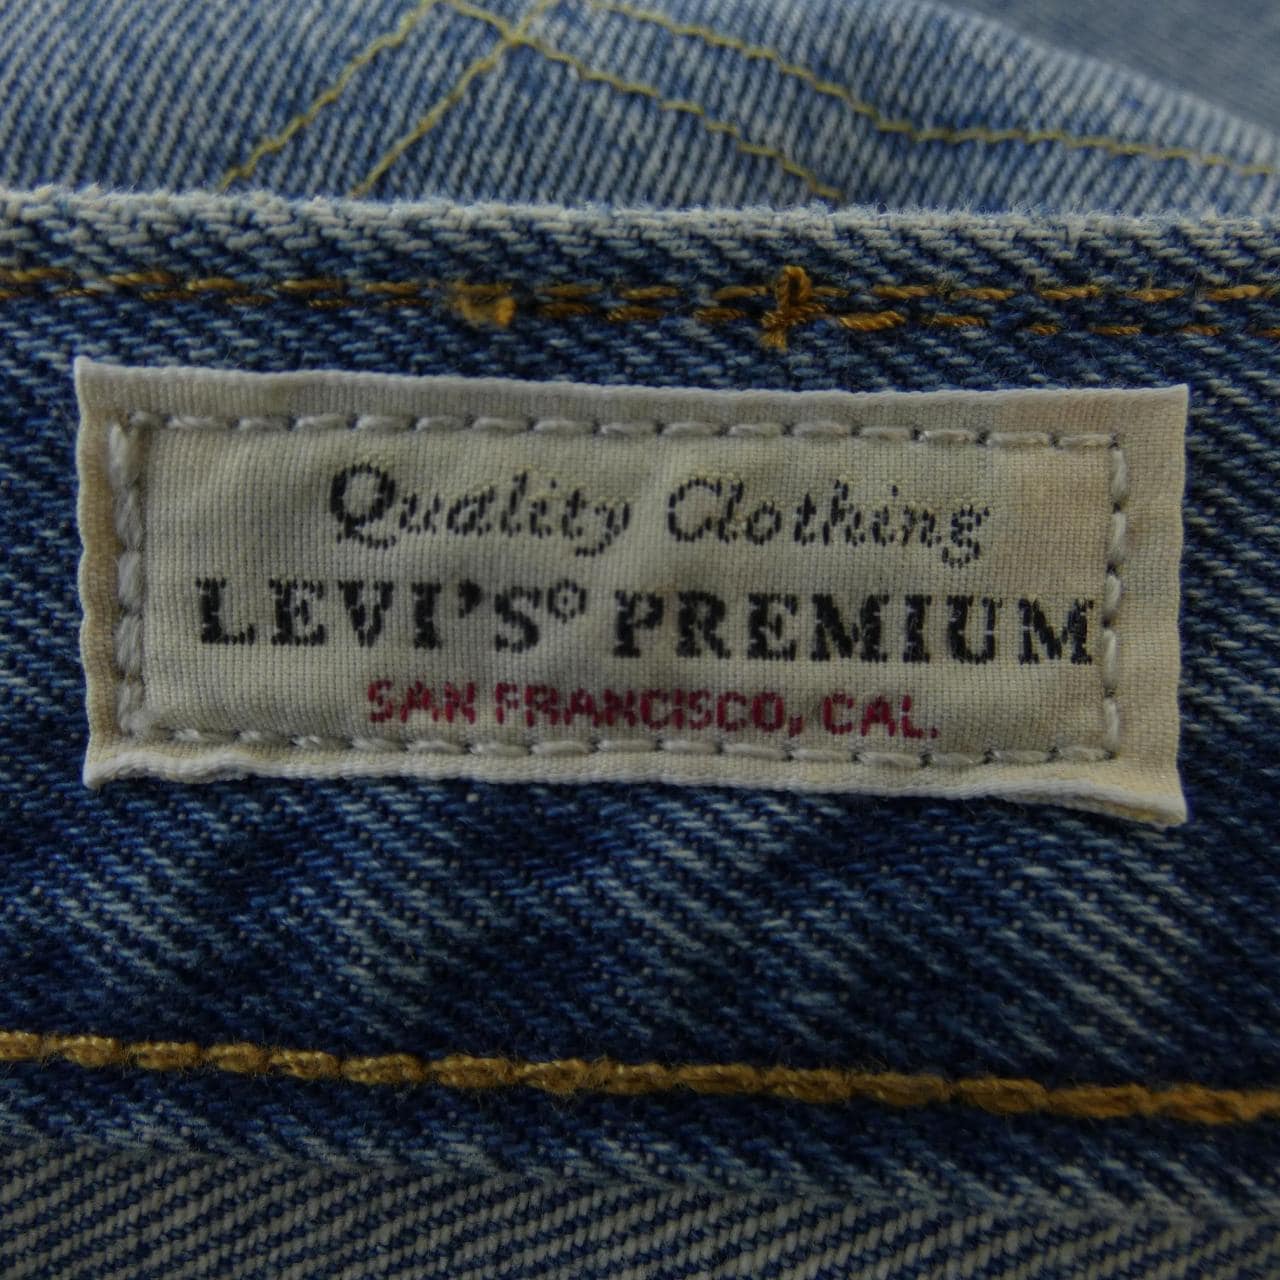 Quality Clothing
LEVI'S® PREMIUM
SAN FRANCISCO, CAL.